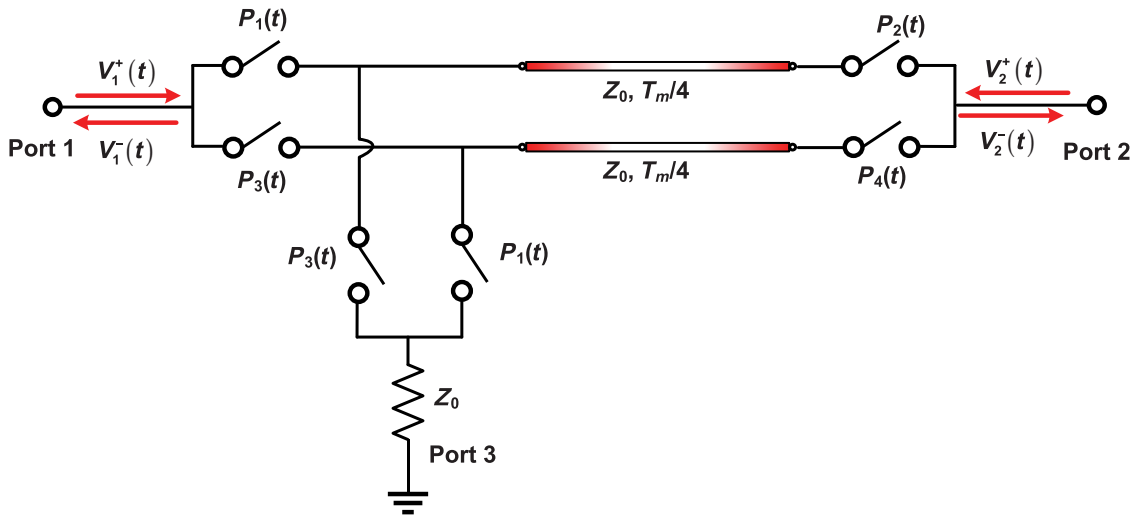 P₁(t)
P₂(t)
V₁⁺(t)
V₂⁺(t)
Z₀, Tₘ/4
Port 1
V₁⁻(t)
V₂⁻(t)
Port 2
P₃(t)
Z₀, Tₘ/4
P₄(t)
P₃(t)
P₁(t)
Z₀
Port 3